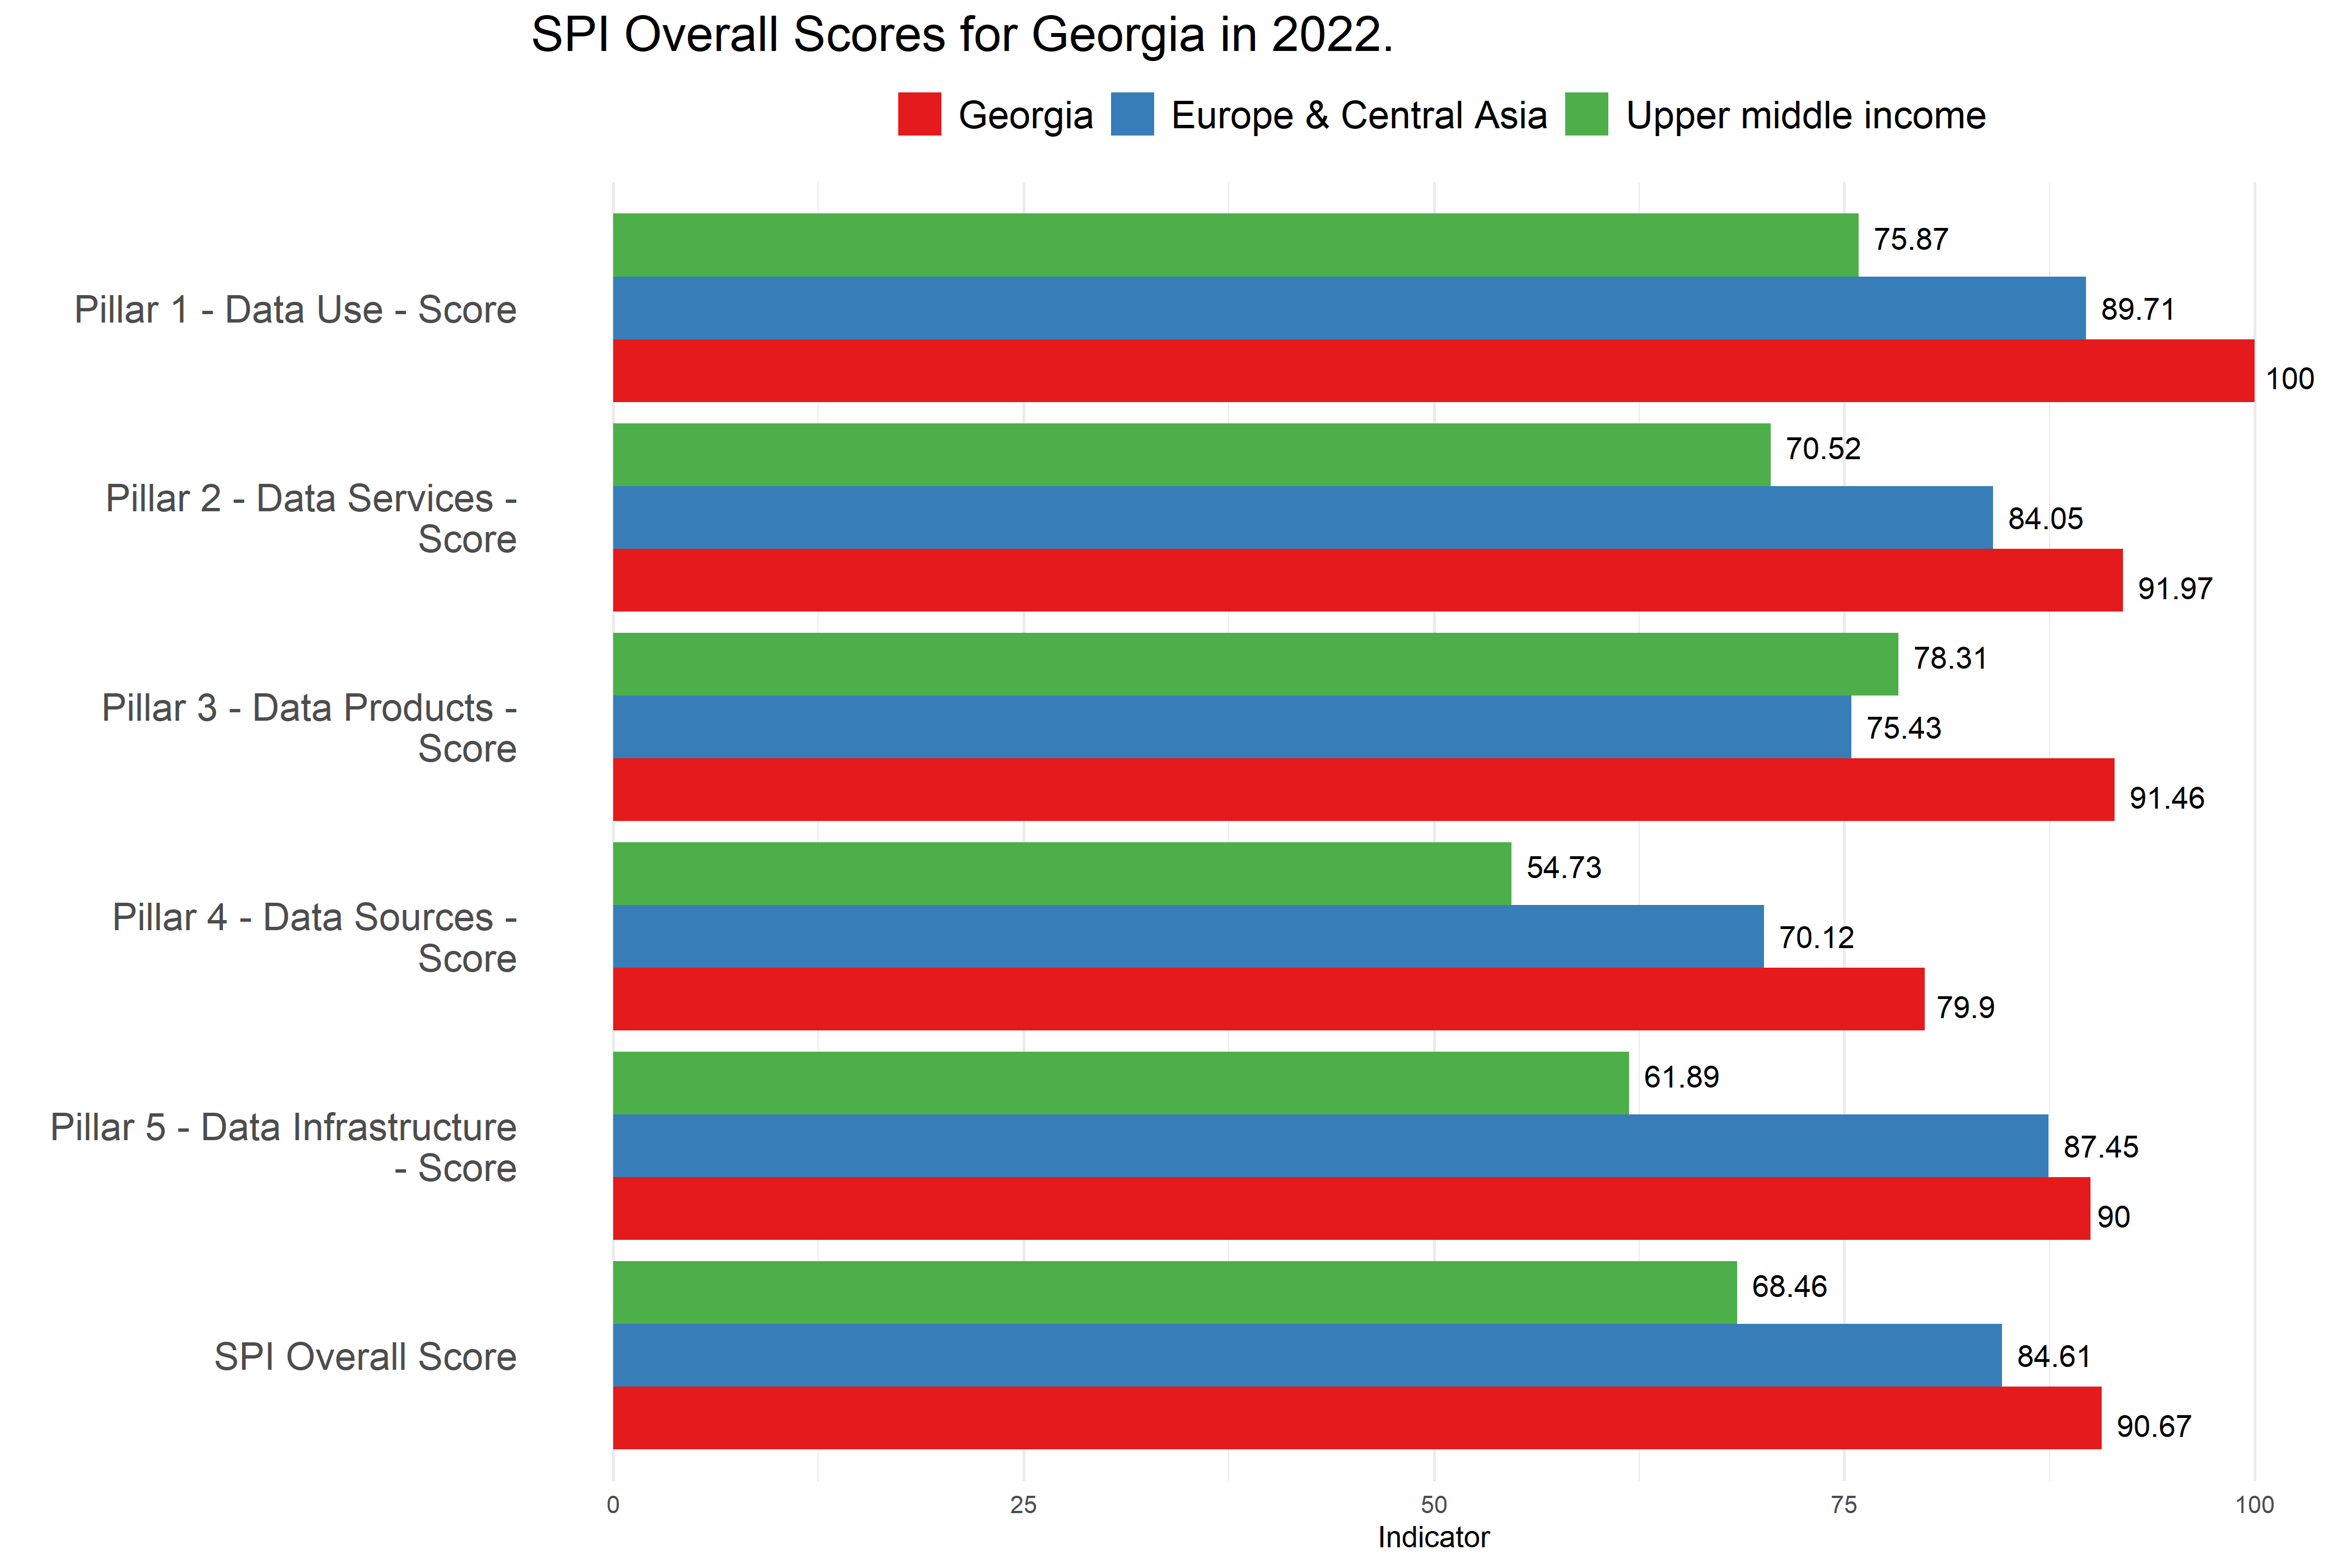 SPI Overall Scores for Georgia in 2022.
Georgia Europe & Central Asia Upper middle income
Pillar 1 - Data Use - Score
75.87
89.71
100
Pillar 2 - Data Services -
Score
70.52
84.05
91.97
Pillar 3 - Data Products -
Score
78.31
75.43
91.46
Pillar 4 - Data Sources -
Score
54.73
70.12
79.9
Pillar 5 - Data Infrastructure
- Score
61.89
87.45
90
SPI Overall Score
68.46
84.61
90.67
0 25 50 75 100
Indicator